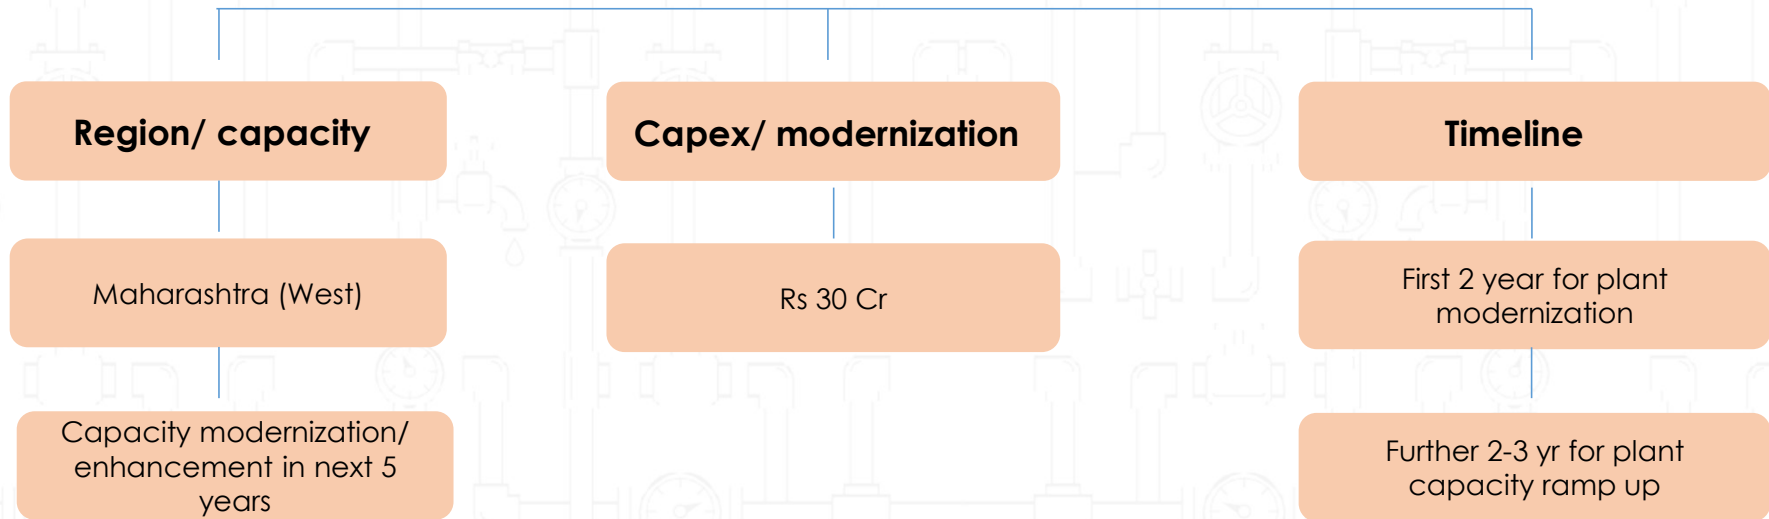 Region/ capacity
Capex/ modernization
Timeline
Maharashtra (West)
Rs 30 Cr
First 2 year for plant
modernization
Capacity modernization/
enhancement in next 5
years
Further 2-3 yr for plant
capacity ramp up